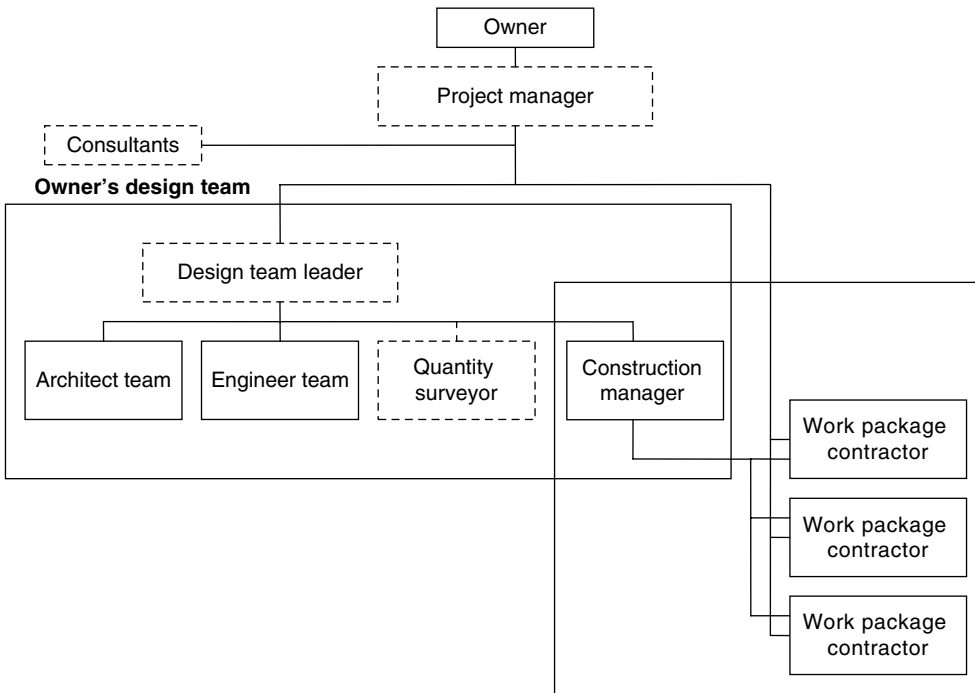 Owner
Project manager
Consultants
Owner's design team
Design team leader
Architect team
Engineer team
Quantity
surveyor
Construction
manager
Work package
contractor
Work package
contractor
Work package
contractor